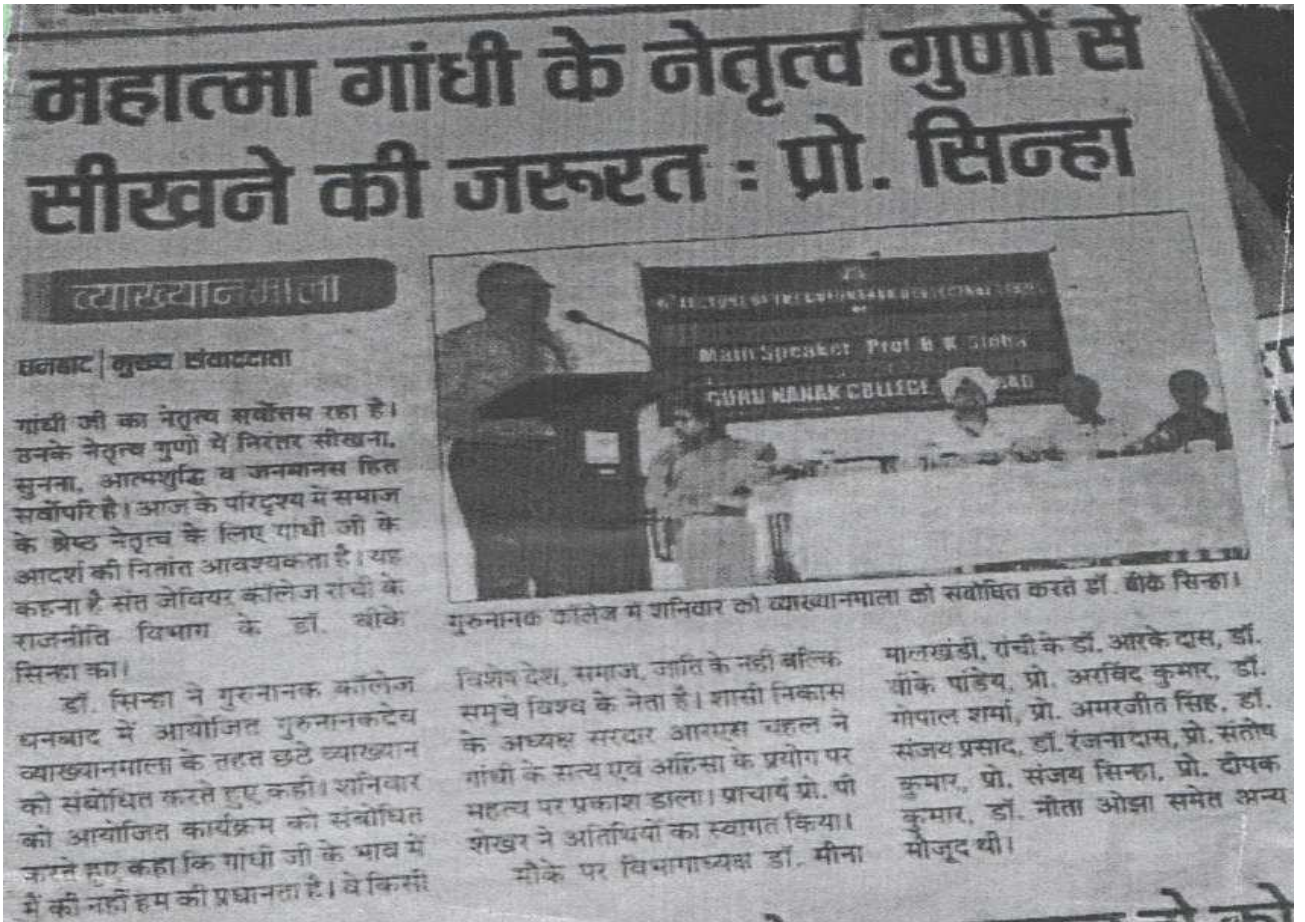 महात्मा गांधी के नेतृत्व गुणों से
सीखने की जरूरत : प्रो. सिन्हा
व्याख्यानमाला
धनबाद | मुख्य संवाददाता
गांधी जी का नेतृत्व सर्वोत्तम रहा है।
उनके नेतृत्व गुणों में निरंतर सीखना,
सुनना, आत्मशुद्धि व जनमानस हित
सर्वोपरि है। आज के परिदृश्य में समाज
के श्रेष्ठ नेतृत्व के लिए गांधी जी के
आदर्श की नितांत आवश्यकता है। यह
कहना है संत जेवियर कॉलेज रांची के
राजनीति विभाग के डॉ. बीके
सिन्हा का।
डॉ. सिन्हा ने गुरुनानक कॉलेज
धनबाद में आयोजित गुरुनानकदेव
व्याख्यानमाला के तहत छठे व्याख्यान
को संबोधित करते हुए कही। शनिवार
को आयोजित कार्यक्रम को संबोधित
करते हुए कहा कि गांधी जी के भाव में
मैं की नहीं हम की प्रधानता है। वे किसी
LECTURE OF THE
Main Speaker Prof B K Sinha
GURU NANAK COLLEGE
गुरुनानक कॉलेज में शनिवार को व्याख्यानमाला को संबोधित करते डॉ. बीके सिन्हा।
विशेष देश, समाज, जाति के नहीं बल्कि
समूचे विश्व के नेता है। शासी निकास
के अध्यक्ष सरदार आरएस चहल ने
गांधी के सत्य एवं अहिंसा के प्रयोग पर
महत्व पर प्रकाश डाला। प्राचार्य प्रो. पी
शेखर ने अतिथियों का स्वागत किया।
मौके पर विभागाध्यक्ष डॉ. मीना
मालखंडी, रांची के डॉ. आरके दास, डॉ.
वीके पांडेय, प्रो. अरविंद कुमार, डॉ.
गोपाल शर्मा, प्रो. अमरजीत सिंह, डॉ.
संजय प्रसाद, डॉ. रंजना दास, प्रो. संतोष
कुमार, प्रो. संजय सिन्हा, प्रो. दीपक
कुमार, डॉ. नीता ओझा समेत अन्य
मौजूद थी।